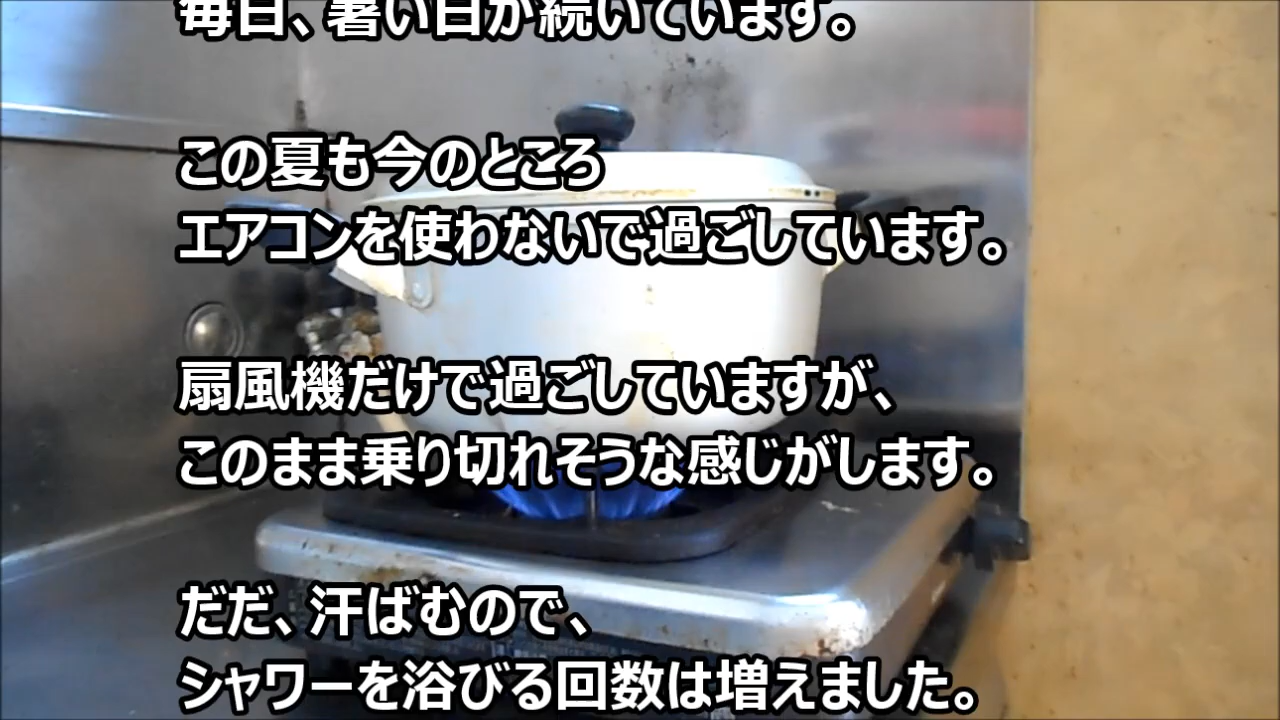 毎日、暑い日が続いています。
この夏も今のところ
エアコンを使わないで過ごしています。
扇風機だけで過ごしていますが、
このまま乗り切れそうな感じがします。
だだ、汗ばむので、
シャワーを浴びる回数は増えました。